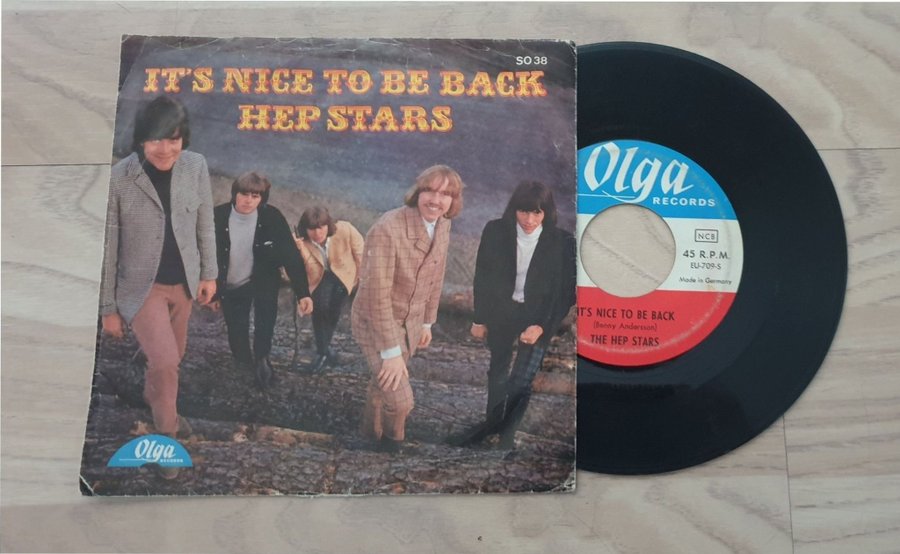 SO 38
IT'S NICE TO BE BACK
HEP STARS
Olga
RECORDS
Olga
RECORDS
NCB
45 R.P.M.
EU-709-S
Made in Germany
IT'S NICE TO BE BACK
(Benny Andersson)
THE HEP STARS